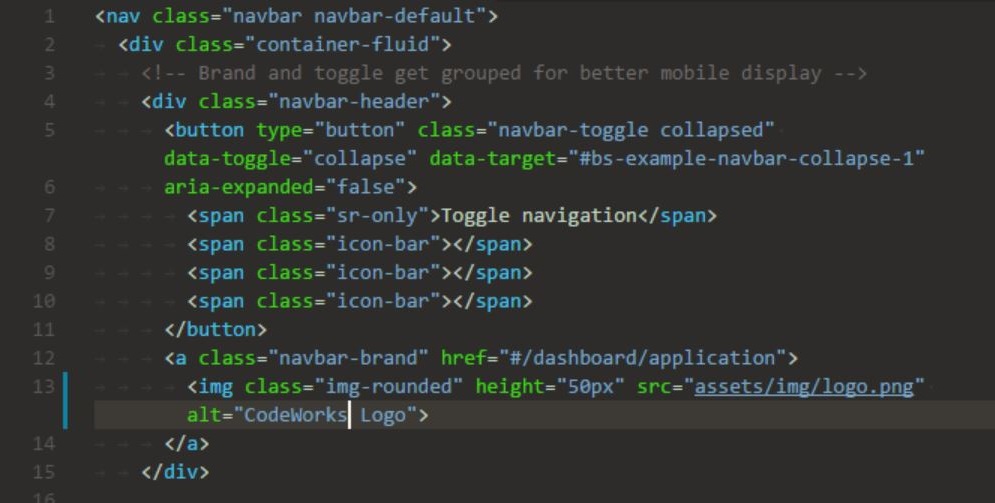 1 <nav class="navbar navbar-default">
2 <div class="container-fluid">
3 <!-- Brand and toggle get grouped for better mobile display -->
4 <div class="navbar-header">
5 <button type="button" class="navbar-toggle collapsed"
data-toggle="collapse" data-target="#bs-example-navbar-collapse-1"
6 aria-expanded="false">
7 <span class="sr-only">Toggle navigation</span>
8 <span class="icon-bar"></span>
9 <span class="icon-bar"></span>
10 <span class="icon-bar"></span>
11 </button>
12 <a class="navbar-brand" href="#/dashboard/application">
13 <img class="img-rounded" height="50px" src="assets/img/logo.png"
alt="CodeWorks Logo">
14 </a>
15 </div>
16